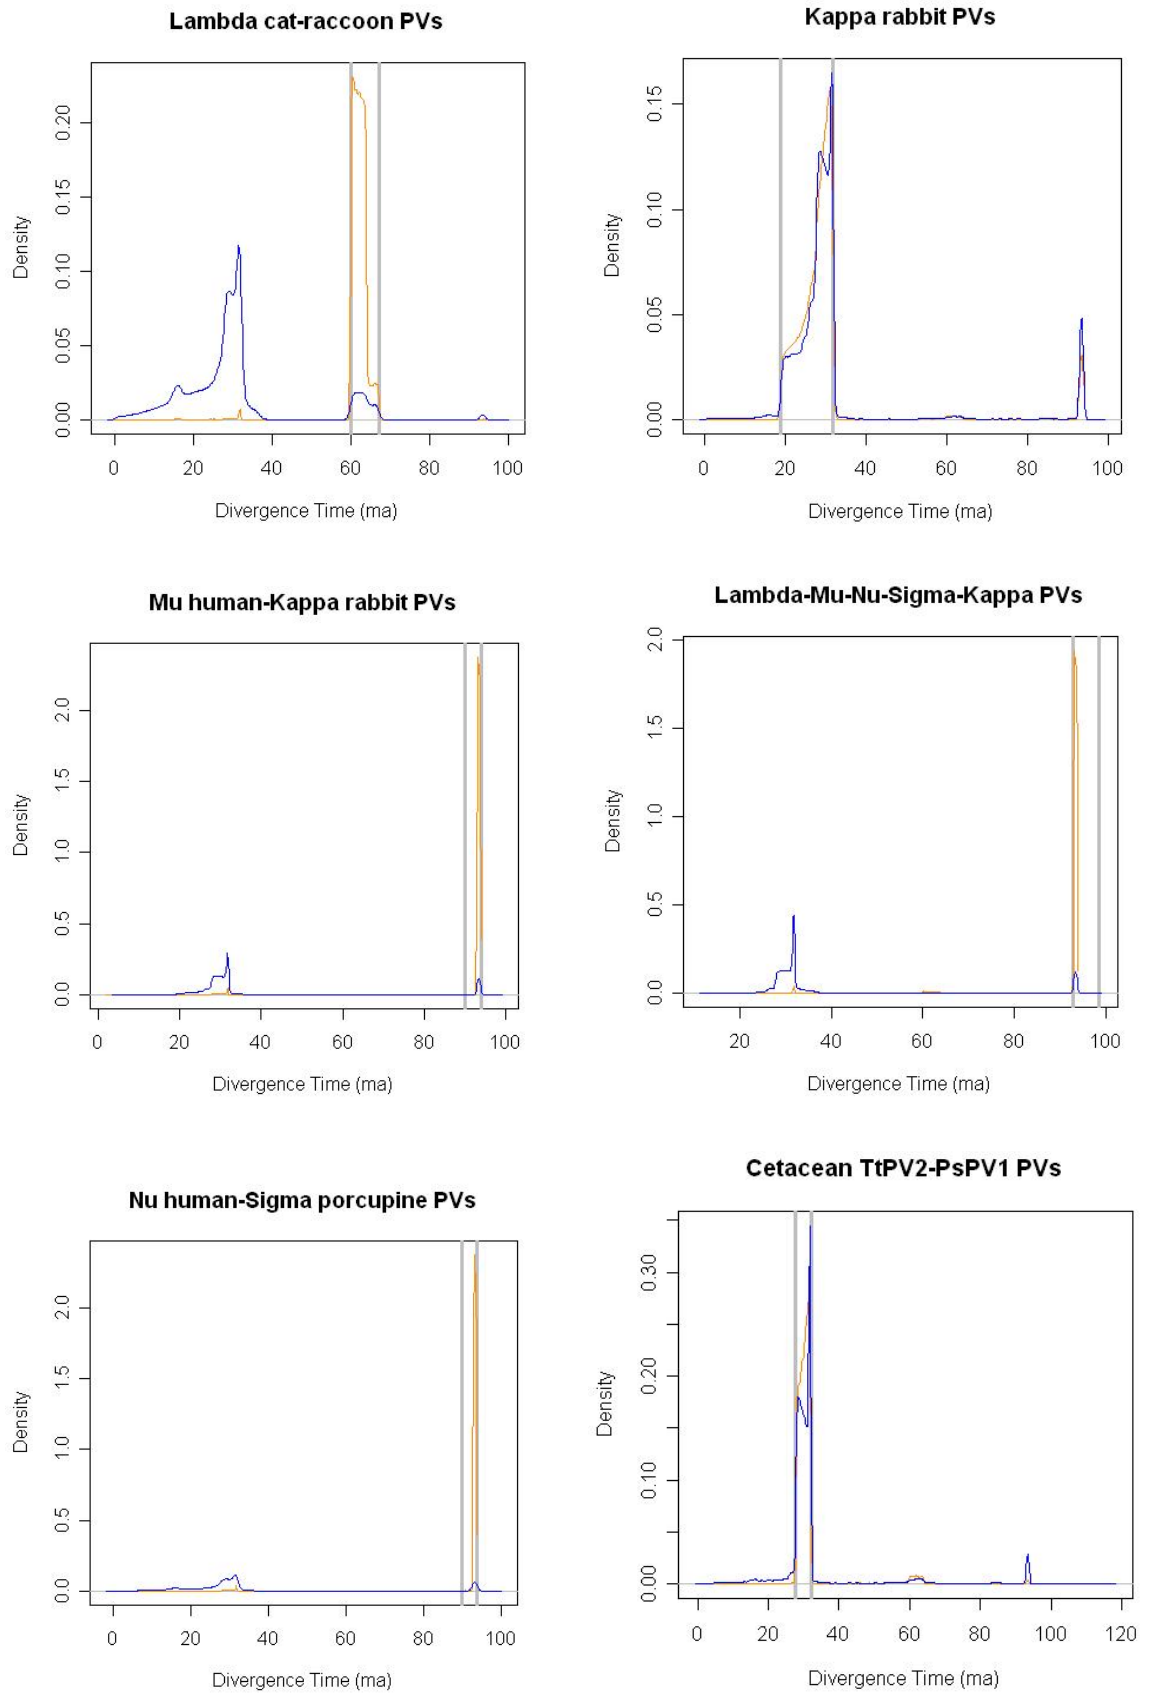 Lambda cat-raccoon PVs
Density
0.00 0.05 0.10 0.15 0.20
0 20 40 60 80 100
Divergence Time (ma)
Kappa rabbit PVs
Density
0.00 0.05 0.10 0.15
0 20 40 60 80 100
Divergence Time (ma)
Mu human-Kappa rabbit PVs
Density
0.0 0.5 1.0 1.5 2.0
0 20 40 60 80 100
Divergence Time (ma)
Lambda-Mu-Nu-Sigma-Kappa PVs
Density
0.0 0.5 1.0 1.5 2.0
20 40 60 80 100
Divergence Time (ma)
Nu human-Sigma porcupine PVs
Density
0.0 0.5 1.0 1.5 2.0
0 20 40 60 80 100
Divergence Time (ma)
Cetacean TtPV2-PsPV1 PVs
Density
0.00 0.10 0.20 0.30
0 20 40 60 80 100 120
Divergence Time (ma)